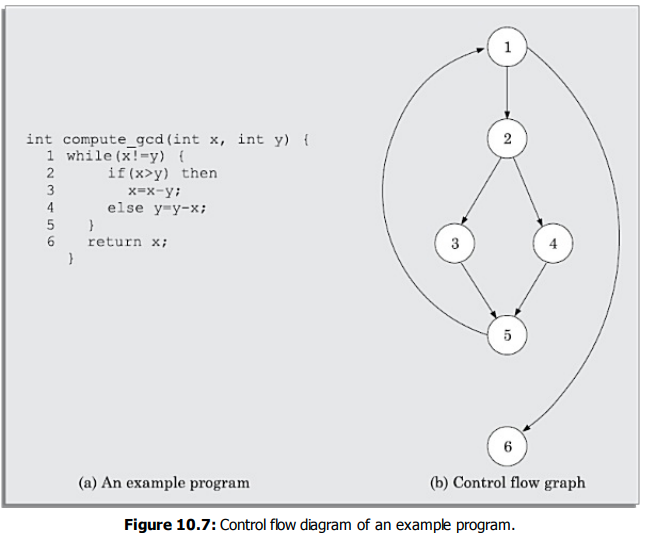 int compute_gcd(int x, int y) {
1 while(x!=y) {
2 if(x>y) then
3 x=x-y;
4 else y=y-x;
5 }
6 return x;
}
1
2
3 4
5
6
(a) An example program
(b) Control flow graph
Figure 10.7: Control flow diagram of an example program.